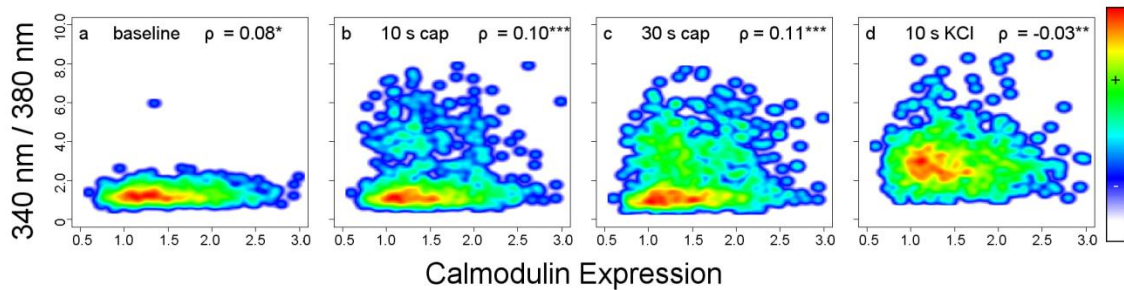 a baseline ρ = 0.08*
b 10 s cap ρ = 0.10***
c 30 s cap ρ = 0.11***
d 10 s KCl ρ = -0.03**
340 nm / 380 nm
10.0
8.0
6.0
4.0
2.0
0
0.5 1.0 1.5 2.0 2.5 3.0
0.5 1.0 1.5 2.0 2.5 3.0
0.5 1.0 1.5 2.0 2.5 3.0
0.5 1.0 1.5 2.0 2.5 3.0
Calmodulin Expression
+
-